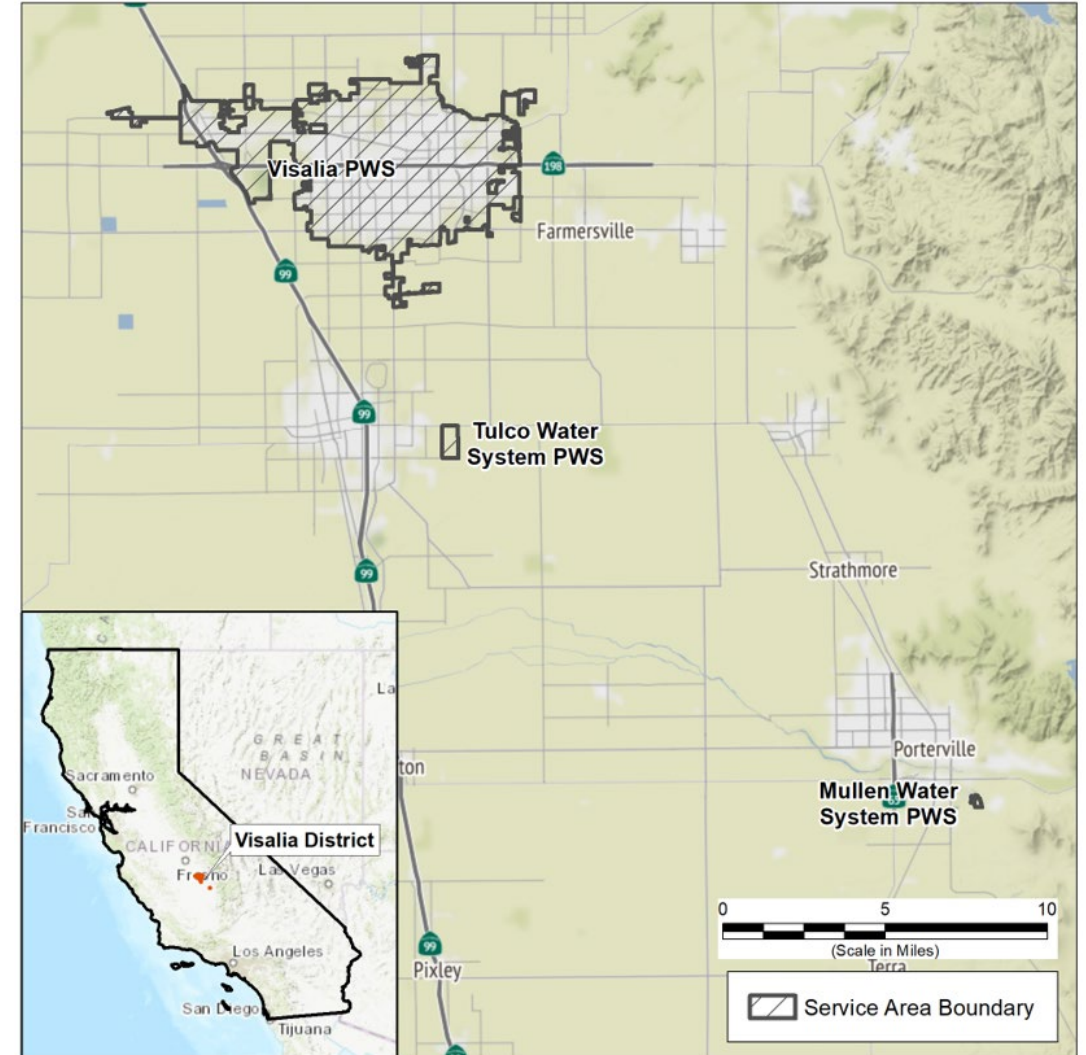 Visalia PWS
198
Farmersville
99
99
Tulco Water
System PWS
99
Strathmore
La
ton
Porterville
Mullen Water
System PWS
99
Pixley
0 5 10
(Scale in Miles)
Terra
Service Area Boundary
GREAT
BASIN
NEVADA
Sacramento
San
Francisco
CALIFORNIA
Visalia District
Fresno
Las Vegas
Los Angeles
San Diego
Tijuana